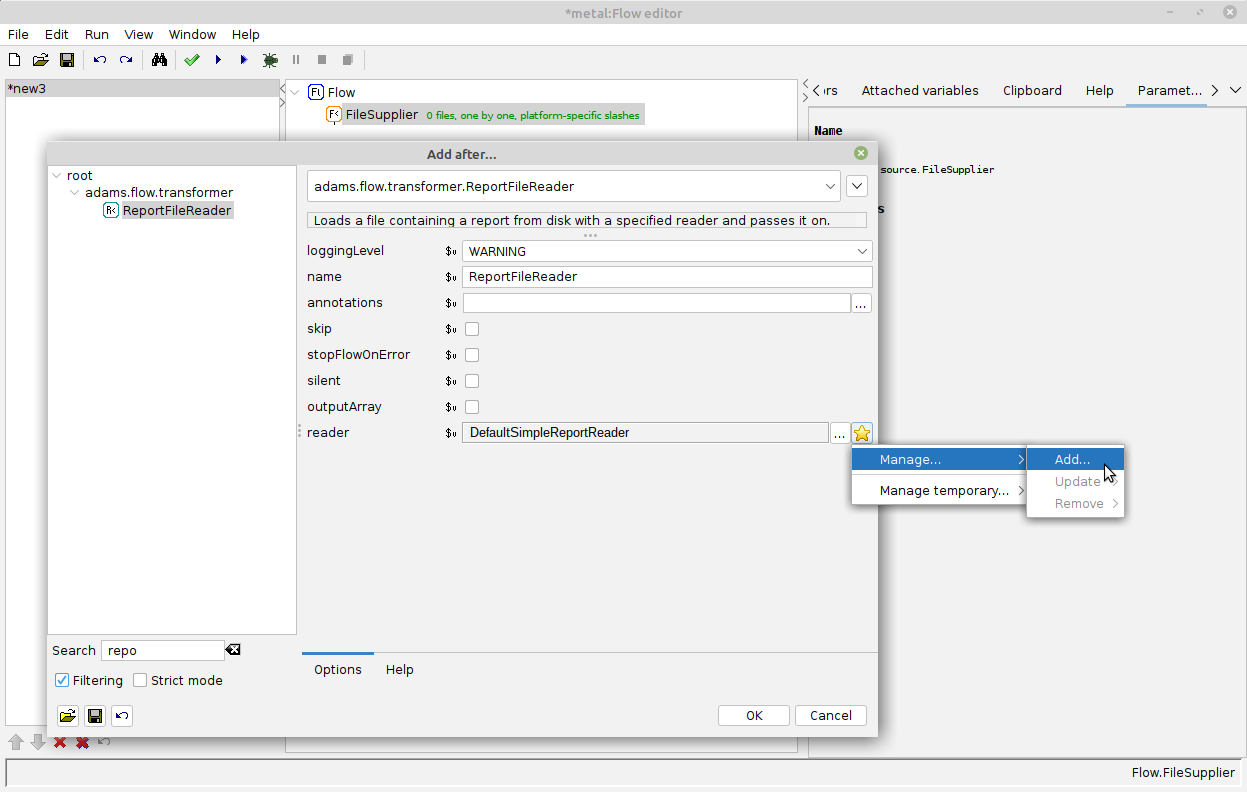 *metal:Flow editor
File Edit Run View Window Help
*new3
Flow
FileSupplier 0 files, one by one, platform-specific slashes
Attached variables Clipboard Help Paramet...
Name
source.FileSupplier
Add after...
root
adams.flow.transformer
ReportFileReader
adams.flow.transformer.ReportFileReader
Loads a file containing a report from disk with a specified reader and passes it on.
loggingLevel WARNING
name ReportFileReader
annotations ...
skip
stopFlowOnError
silent
outputArray
reader DefaultSimpleReportReader ...
Manage...
Manage temporary...
Add...
Update
Remove
Search repo
Filtering Strict mode
Options Help
OK Cancel
Flow.FileSupplier